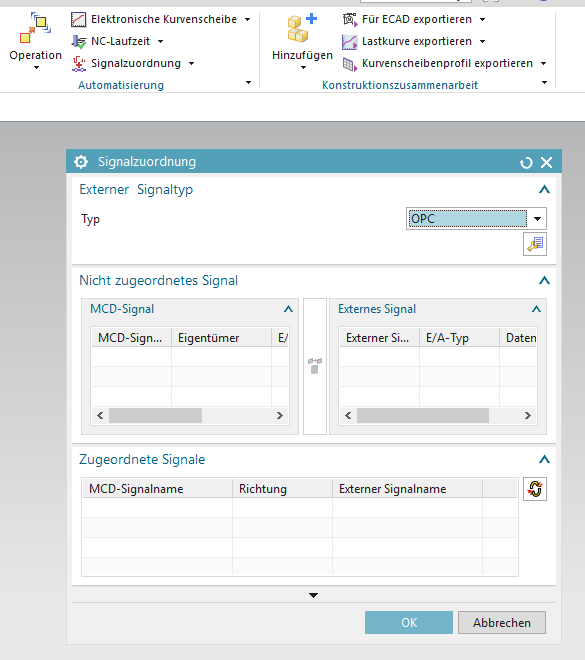 Elektronische Kurvenscheibe
Für ECAD exportieren
NC-Laufzeit
Lastkurve exportieren
Operation
Hinzufügen
Signalzuordnung
Kurvenscheibenprofil exportieren
Automatisierung
Konstruktionszusammenarbeit
Signalzuordnung
Externer Signaltyp
Typ
OPC
Nicht zugeordnetes Signal
MCD-Signal
Externes Signal
MCD-Sign... Eigentümer E/
Externer Si... E/A-Typ Daten
Zugeordnete Signale
MCD-Signalname Richtung Externer Signalname
OK Abbrechen